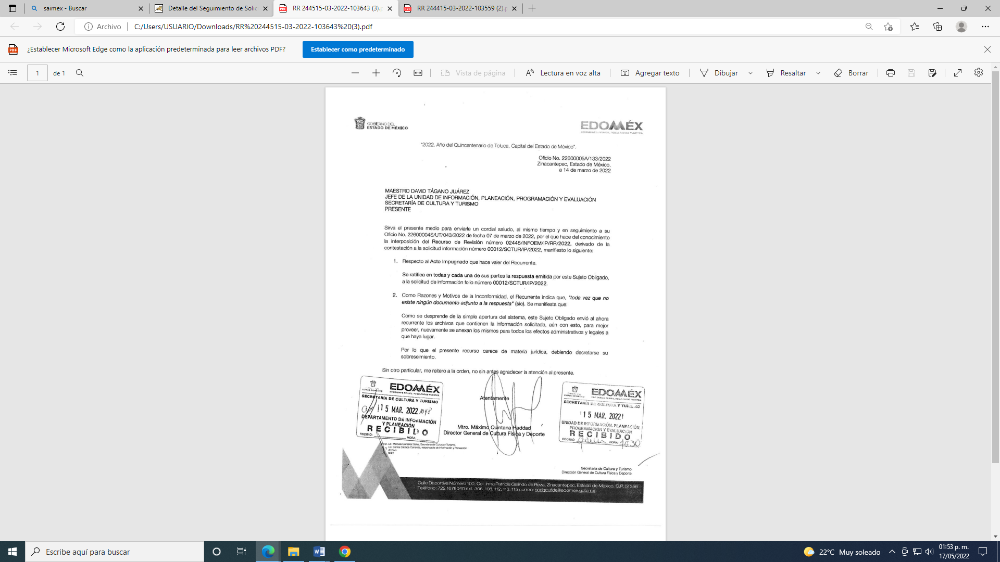 saimex - Buscar
Detalle del Seguimiento de Solic
RR 244515-03-2022-103643 (3).p
RR 244415-03-2022-103559 (2).p
Archivo
C:/Users/USUARIO/Downloads/RR%20244515-03-2022-103643%20(3).pdf
¿Establecer Microsoft Edge como la aplicación predeterminada para leer archivos PDF?
Establecer como predeterminado
1 de 1
Vista de página
Lectura en voz alta
Agregar texto
Dibujar
Resaltar
Borrar
GOBIERNO DEL
ESTADO DE MÉXICO
EDOMÉX
DECISIONES FIRMES, RESULTADOS FUERTES.
"2022. Año del Quincentenario de Toluca, Capital del Estado de México".
Oficio No. 22600005A/133/2022
Zinacantepec, Estado de México,
a 14 de marzo de 2022
MAESTRO DAVID TÁGANO JUÁREZ
JEFE DE LA UNIDAD DE INFORMACIÓN, PLANEACIÓN, PROGRAMACIÓN Y EVALUACIÓN
SECRETARÍA DE CULTURA Y TURISMO
PRESENTE
Sirva el presente medio para enviarle un cordial saludo, al mismo tiempo y en seguimiento a su
Oficio No. 22600004S/UT/043/2022 de fecha 07 de marzo de 2022, por el que hace del conocimiento
la interposición del Recurso de Revisión número 02445/INFOEM/IP/RR/2022, derivado de la
contestación a la solicitud información número 00012/SCTUR/IP/2022, manifiesto lo siguiente:
1. Respecto al Acto Impugnado que hace valer del Recurrente.
Se ratifica en todas y cada una de sus partes la respuesta emitida por este Sujeto Obligado,
a la solicitud de información folio número 00012/SCTUR/IP/2022.
2. Como Razones y Motivos de la Inconformidad, el Recurrente indica que, "toda vez que no
existe ningún documento adjunto a la respuesta" (sic). Se manifiesta que:
Como se desprende de la simple apertura del sistema, este Sujeto Obligado envió al ahora
recurrente los archivos que contienen la información solicitada, aún con esto, para mejor
proveer, nuevamente se anexan los mismos para todos los efectos administrativos y legales a
que haya lugar.
Por lo que el presente recurso carece de materia jurídica, debiendo decretarse su
sobreseimiento.
Sin otro particular, me reitero a la orden, no sin antes agradecer la atención al presente.
EDOMÉX
DECISIONES FIRMES, RESULTADOS FUERTES.
SECRETARÍA DE CULTURA Y TURISMO
15 MAR. 2022 1048
DEPARTAMENTO DE INFORMACIÓN
Y PLANEACIÓN
RECIBIDO
RECIBIÓ: HORA:
Atentamente
Mtro. Máximo Quintana Haddad
Director General de Cultura Física y Deporte
EDOMÉX
SECRETARÍA DE CULTURA Y TURISMO
15 MAR. 2022
UNIDAD DE INFORMACIÓN, PLANEACIÓN,
PROGRAMACIÓN Y EVALUACIÓN
RECIBIDO
RECIBIÓ: HORA: 10:30
c.c.p. Lic. Marcela González Salas, Secretaria de Cultura y Turismo.
Lic. Carlos Calzada Carranza, responsable de Información y Planeación.
Archivo
Secretaría de Cultura y Turismo
Dirección General de Cultura Física y Deporte
Calle Deportiva Número 100, Col. Irma Patricia Galindo de Reza, Zinacantepec, Estado de México, C.P. 51356
Teléfono: 722 1678040 ext. 306, 108, 112, 113, 115 correo: scdgcufide@edomex.gob.mx
Escribe aquí para buscar
22°C Muy soleado
01:53 p. m.
17/05/2022